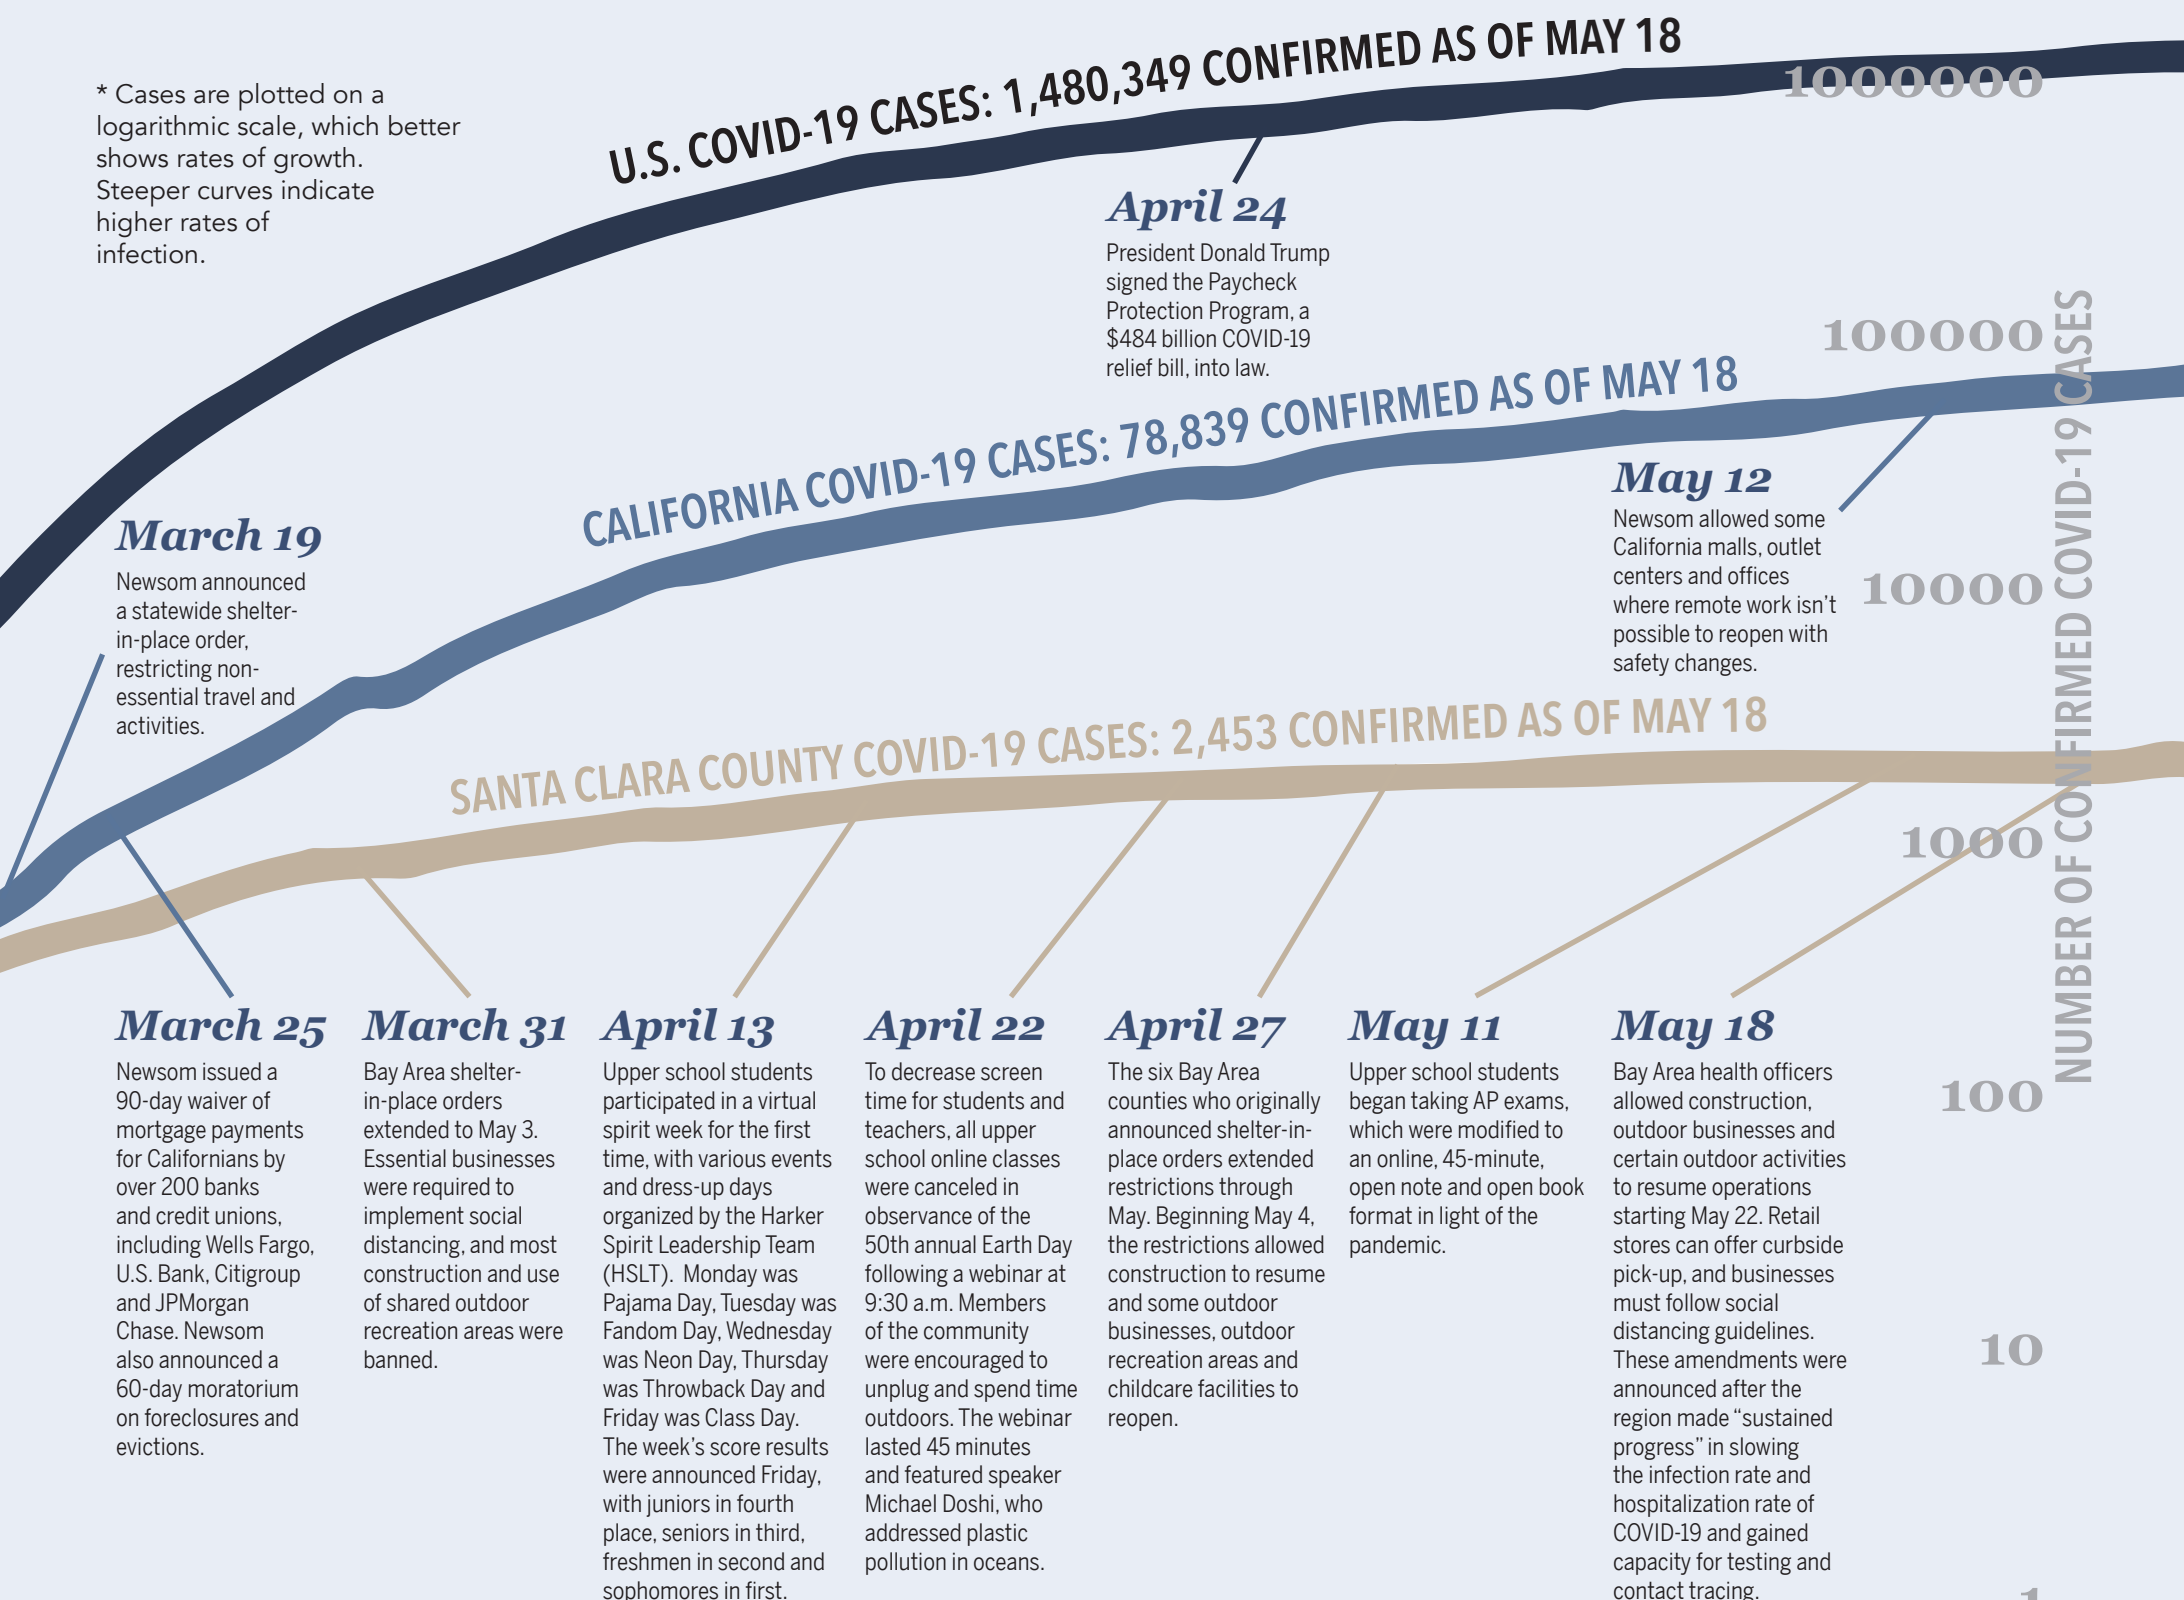 * Cases are plotted on a
logarithmic scale, which better
shows rates of growth.
Steeper curves indicate
higher rates of
infection.
U.S. COVID-19 CASES: 1,480,349 CONFIRMED AS OF MAY 18
April 24
President Donald Trump
signed the Paycheck
Protection Program, a
$484 billion COVID-19
relief bill, into law.
CALIFORNIA COVID-19 CASES: 78,839 CONFIRMED AS OF MAY 18
March 19
Newsom announced
a statewide shelter-
in-place order,
restricting non-
essential travel and
activities.
May 12
Newsom allowed some
California malls, outlet
centers and offices
where remote work isn't
possible to reopen with
safety changes.
SANTA CLARA COUNTY COVID-19 CASES: 2,453 CONFIRMED AS OF MAY 18
March 25
Newsom issued a
90-day waiver of
mortgage payments
for Californians by
over 200 banks
and credit unions,
including Wells Fargo,
U.S. Bank, Citigroup
and JPMorgan
Chase. Newsom
also announced a
60-day moratorium
on foreclosures and
evictions.
March 31
Bay Area shelter-
in-place orders
extended to May 3.
Essential businesses
were required to
implement social
distancing, and most
construction and use
of shared outdoor
recreation areas were
banned.
April 13
Upper school students
participated in a virtual
spirit week for the first
time, with various events
and dress-up days
organized by the Harker
Spirit Leadership Team
(HSLT).  Monday was
Pajama Day, Tuesday was
Fandom Day, Wednesday
was Neon Day, Thursday
was Throwback Day and
Friday was Class Day.
The week's score results
were announced Friday,
with juniors in fourth
place, seniors in third,
freshmen in second and
sophomores in first.
April 22
To decrease screen
time for students and
teachers, all upper
school online classes
were canceled in
observance of the
50th annual Earth Day
following a webinar at
9:30 a.m. Members
of the community
were encouraged to
unplug and spend time
outdoors. The webinar
lasted 45 minutes
and featured speaker
Michael Doshi, who
addressed plastic
pollution in oceans.
April 27
The six Bay Area
counties who originally
announced shelter-in-
place orders extended
restrictions through
May. Beginning May 4,
the restrictions allowed
construction to resume
and some outdoor
businesses, outdoor
recreation areas and
childcare facilities to
reopen.
May 11
Upper school students
began taking AP exams,
which were modified to
an online, 45-minute,
open note and open book
format in light of the
pandemic.
May 18
Bay Area health officers
allowed construction,
outdoor businesses and
certain outdoor activities
to resume operations
starting May 22. Retail
stores can offer curbside
pick-up, and businesses
must follow social
distancing guidelines.
These amendments were
announced after the
region made “sustained
progress” in slowing
the infection rate and
hospitalization rate of
COVID-19 and gained
capacity for testing and
contact tracing.
1000000
100000
10000
1000
100
10
1
NUMBER OF CONFIRMED COVID-19 CASES